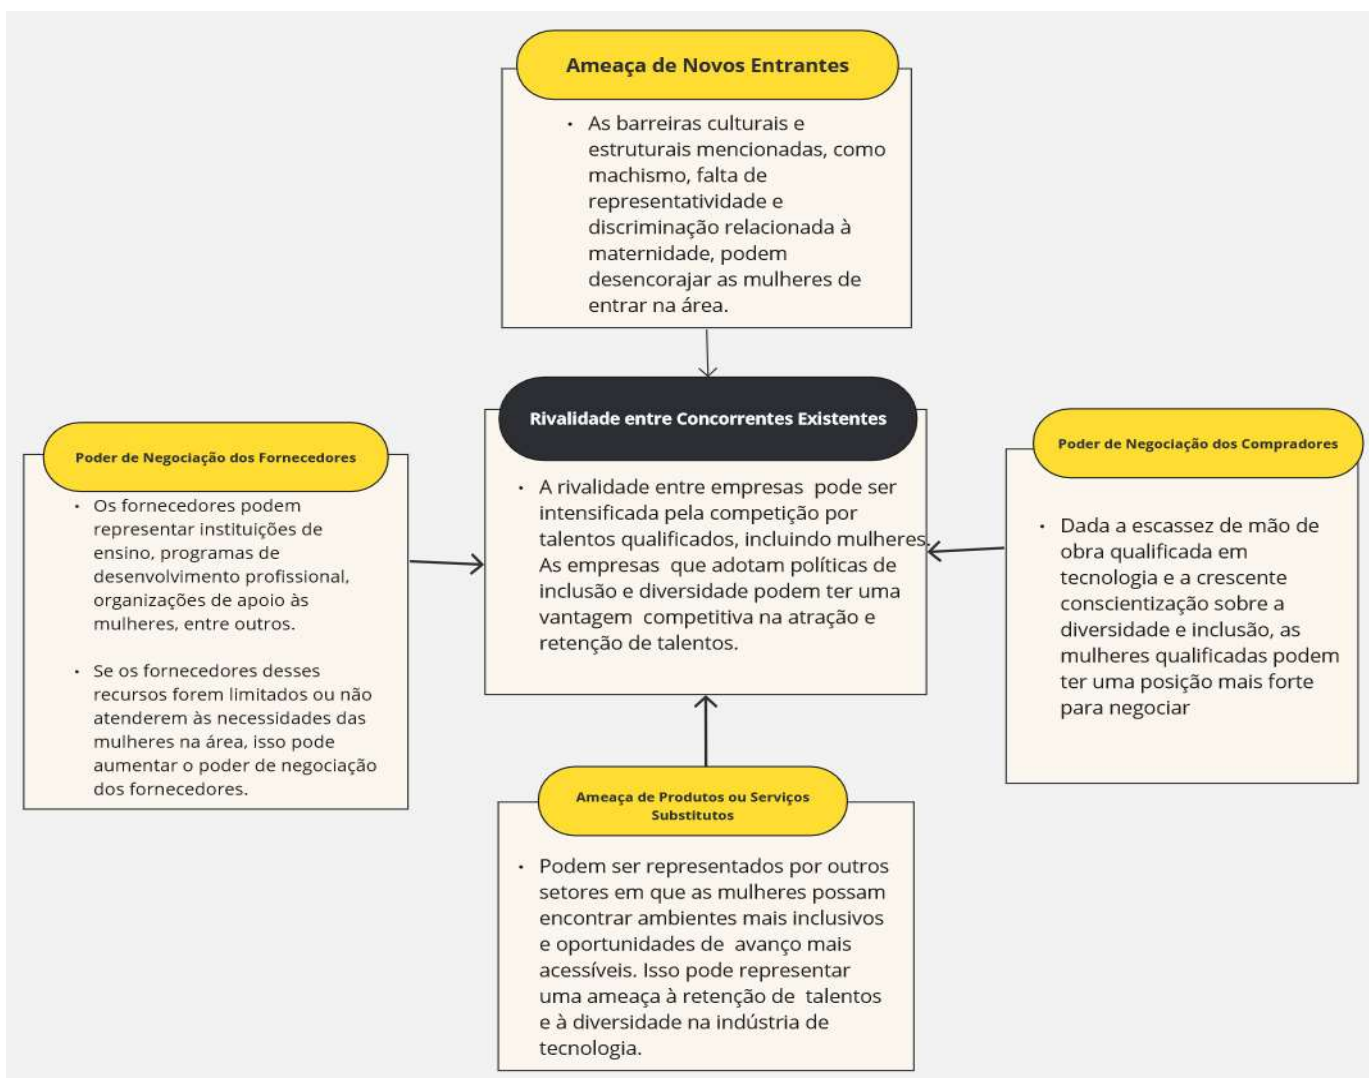 Ameaça de Novos Entrantes
• As barreiras culturais e
estruturais mencionadas, como
machismo, falta de
representatividade e
discriminação relacionada à
maternidade, podem
desencorajar as mulheres de
entrar na área.
Rivalidade entre Concorrentes Existentes
• A rivalidade entre empresas pode ser
intensificada pela competição por
talentos qualificados, incluindo mulheres.
As empresas que adotam políticas de
inclusão e diversidade podem ter uma
vantagem competitiva na atração e
retenção de talentos.
Poder de Negociação dos Fornecedores
• Os fornecedores podem
representar instituições de
ensino, programas de
desenvolvimento profissional,
organizações de apoio às
mulheres, entre outros.
• Se os fornecedores desses
recursos forem limitados ou não
atenderem às necessidades das
mulheres na área, isso pode
aumentar o poder de negociação
dos fornecedores.
Poder de Negociação dos Compradores
• Dada a escassez de mão de
obra qualificada em
tecnologia e a crescente
conscientização sobre a
diversidade e inclusão, as
mulheres qualificadas podem
ter uma posição mais forte
para negociar
Ameaça de Produtos ou Serviços
Substitutos
• Podem ser representados por outros
setores em que as mulheres possam
encontrar ambientes mais inclusivos
e oportunidades de avanço mais
acessíveis. Isso pode representar
uma ameaça à retenção de talentos
e à diversidade na indústria de
tecnologia.